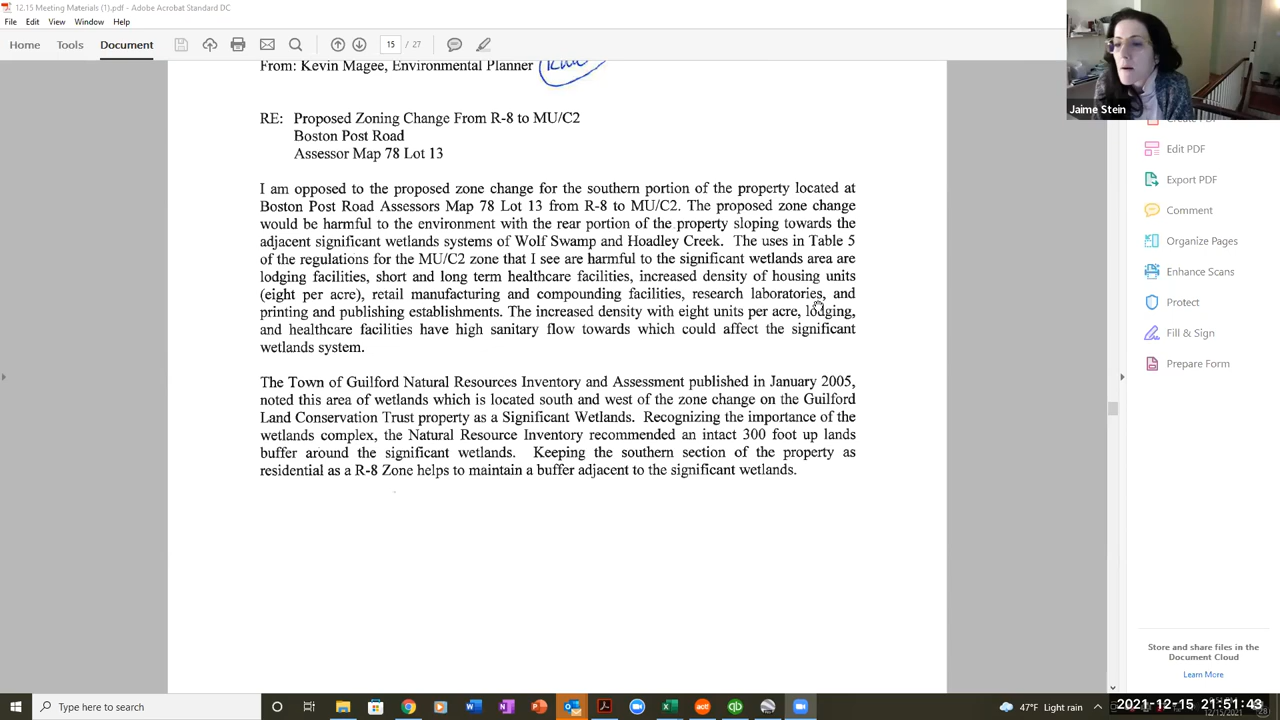 12.15 Meeting Materials (1).pdf - Adobe Acrobat Standard DC
File Edit View Window Help
Home Tools Document 15 / 27
Jaime Stein
From: Kevin Magee, Environmental Planner
RE: Proposed Zoning Change From R-8 to MU/C2
Boston Post Road
Assessor Map 78 Lot 13
I am opposed to the proposed zone change for the southern portion of the property located at
Boston Post Road Assessors Map 78 Lot 13 from R-8 to MU/C2. The proposed zone change
would be harmful to the environment with the rear portion of the property sloping towards the
adjacent significant wetlands systems of Wolf Swamp and Hoadley Creek. The uses in Table 5
of the regulations for the MU/C2 zone that I see are harmful to the significant wetlands area are
lodging facilities, short and long term healthcare facilities, increased density of housing units
(eight per acre), retail manufacturing and compounding facilities, research laboratories, and
printing and publishing establishments. The increased density with eight units per acre, lodging,
and healthcare facilities have high sanitary flow towards which could affect the significant
wetlands system.
The Town of Guilford Natural Resources Inventory and Assessment published in January 2005,
noted this area of wetlands which is located south and west of the zone change on the Guilford
Land Conservation Trust property as a Significant Wetlands. Recognizing the importance of the
wetlands complex, the Natural Resource Inventory recommended an intact 300 foot up lands
buffer around the significant wetlands. Keeping the southern section of the property as
residential as a R-8 Zone helps to maintain a buffer adjacent to the significant wetlands.
Create PDF
Edit PDF
Export PDF
Comment
Organize Pages
Enhance Scans
Protect
Fill & Sign
Prepare Form
Store and share files in the
Document Cloud
Learn More
Type here to search
47°F Light rain
2021-12-15 21:51:43